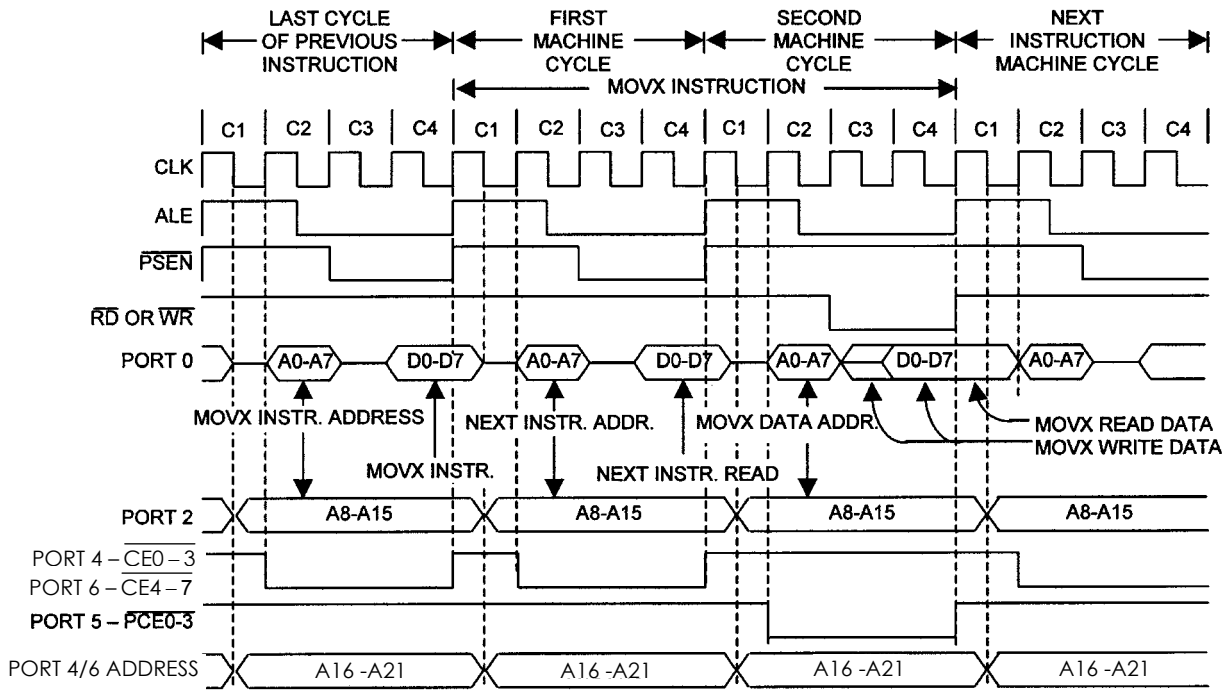 LAST CYCLE OF PREVIOUS INSTRUCTION
FIRST MACHINE CYCLE
SECOND MACHINE CYCLE
NEXT INSTRUCTION MACHINE CYCLE
MOVX INSTRUCTION
C1 C2 C3 C4 C1 C2 C3 C4 C1 C2 C3 C4 C1 C2 C3 C4
CLK
ALE
PSEN
RD OR WR
PORT 0 A0-A7 D0-D7 A0-A7 D0-D7 A0-A7 D0-D7 A0-A7
MOVX INSTR. ADDRESS
NEXT INSTR. ADDR.
MOVX DATA ADDR.
MOVX READ DATA
MOVX WRITE DATA
MOVX INSTR.
NEXT INSTR. READ
PORT 2 A8-A15 A8-A15 A8-A15 A8-A15
PORT 4 – CE0 – 3
PORT 6 – CE4 – 7
PORT 5 - PCE0-3
PORT 4/6 ADDRESS A16 -A21 A16 -A21 A16 -A21 A16 -A21